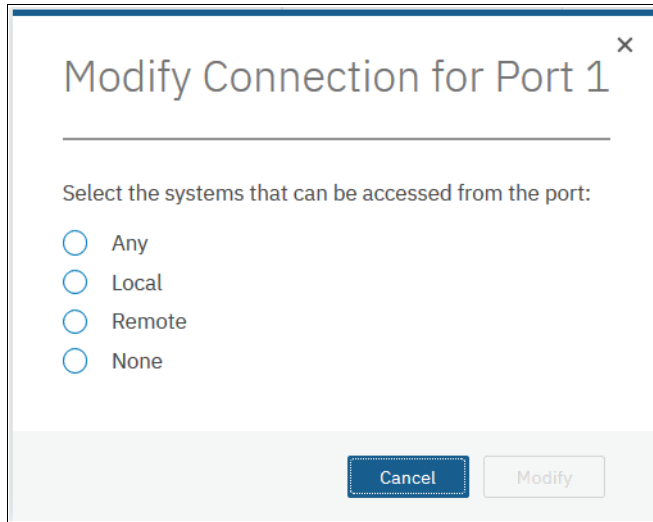 Modify Connection for Port 1
Select the systems that can be accessed from the port:
Any
Local
Remote
None
Cancel
Modify